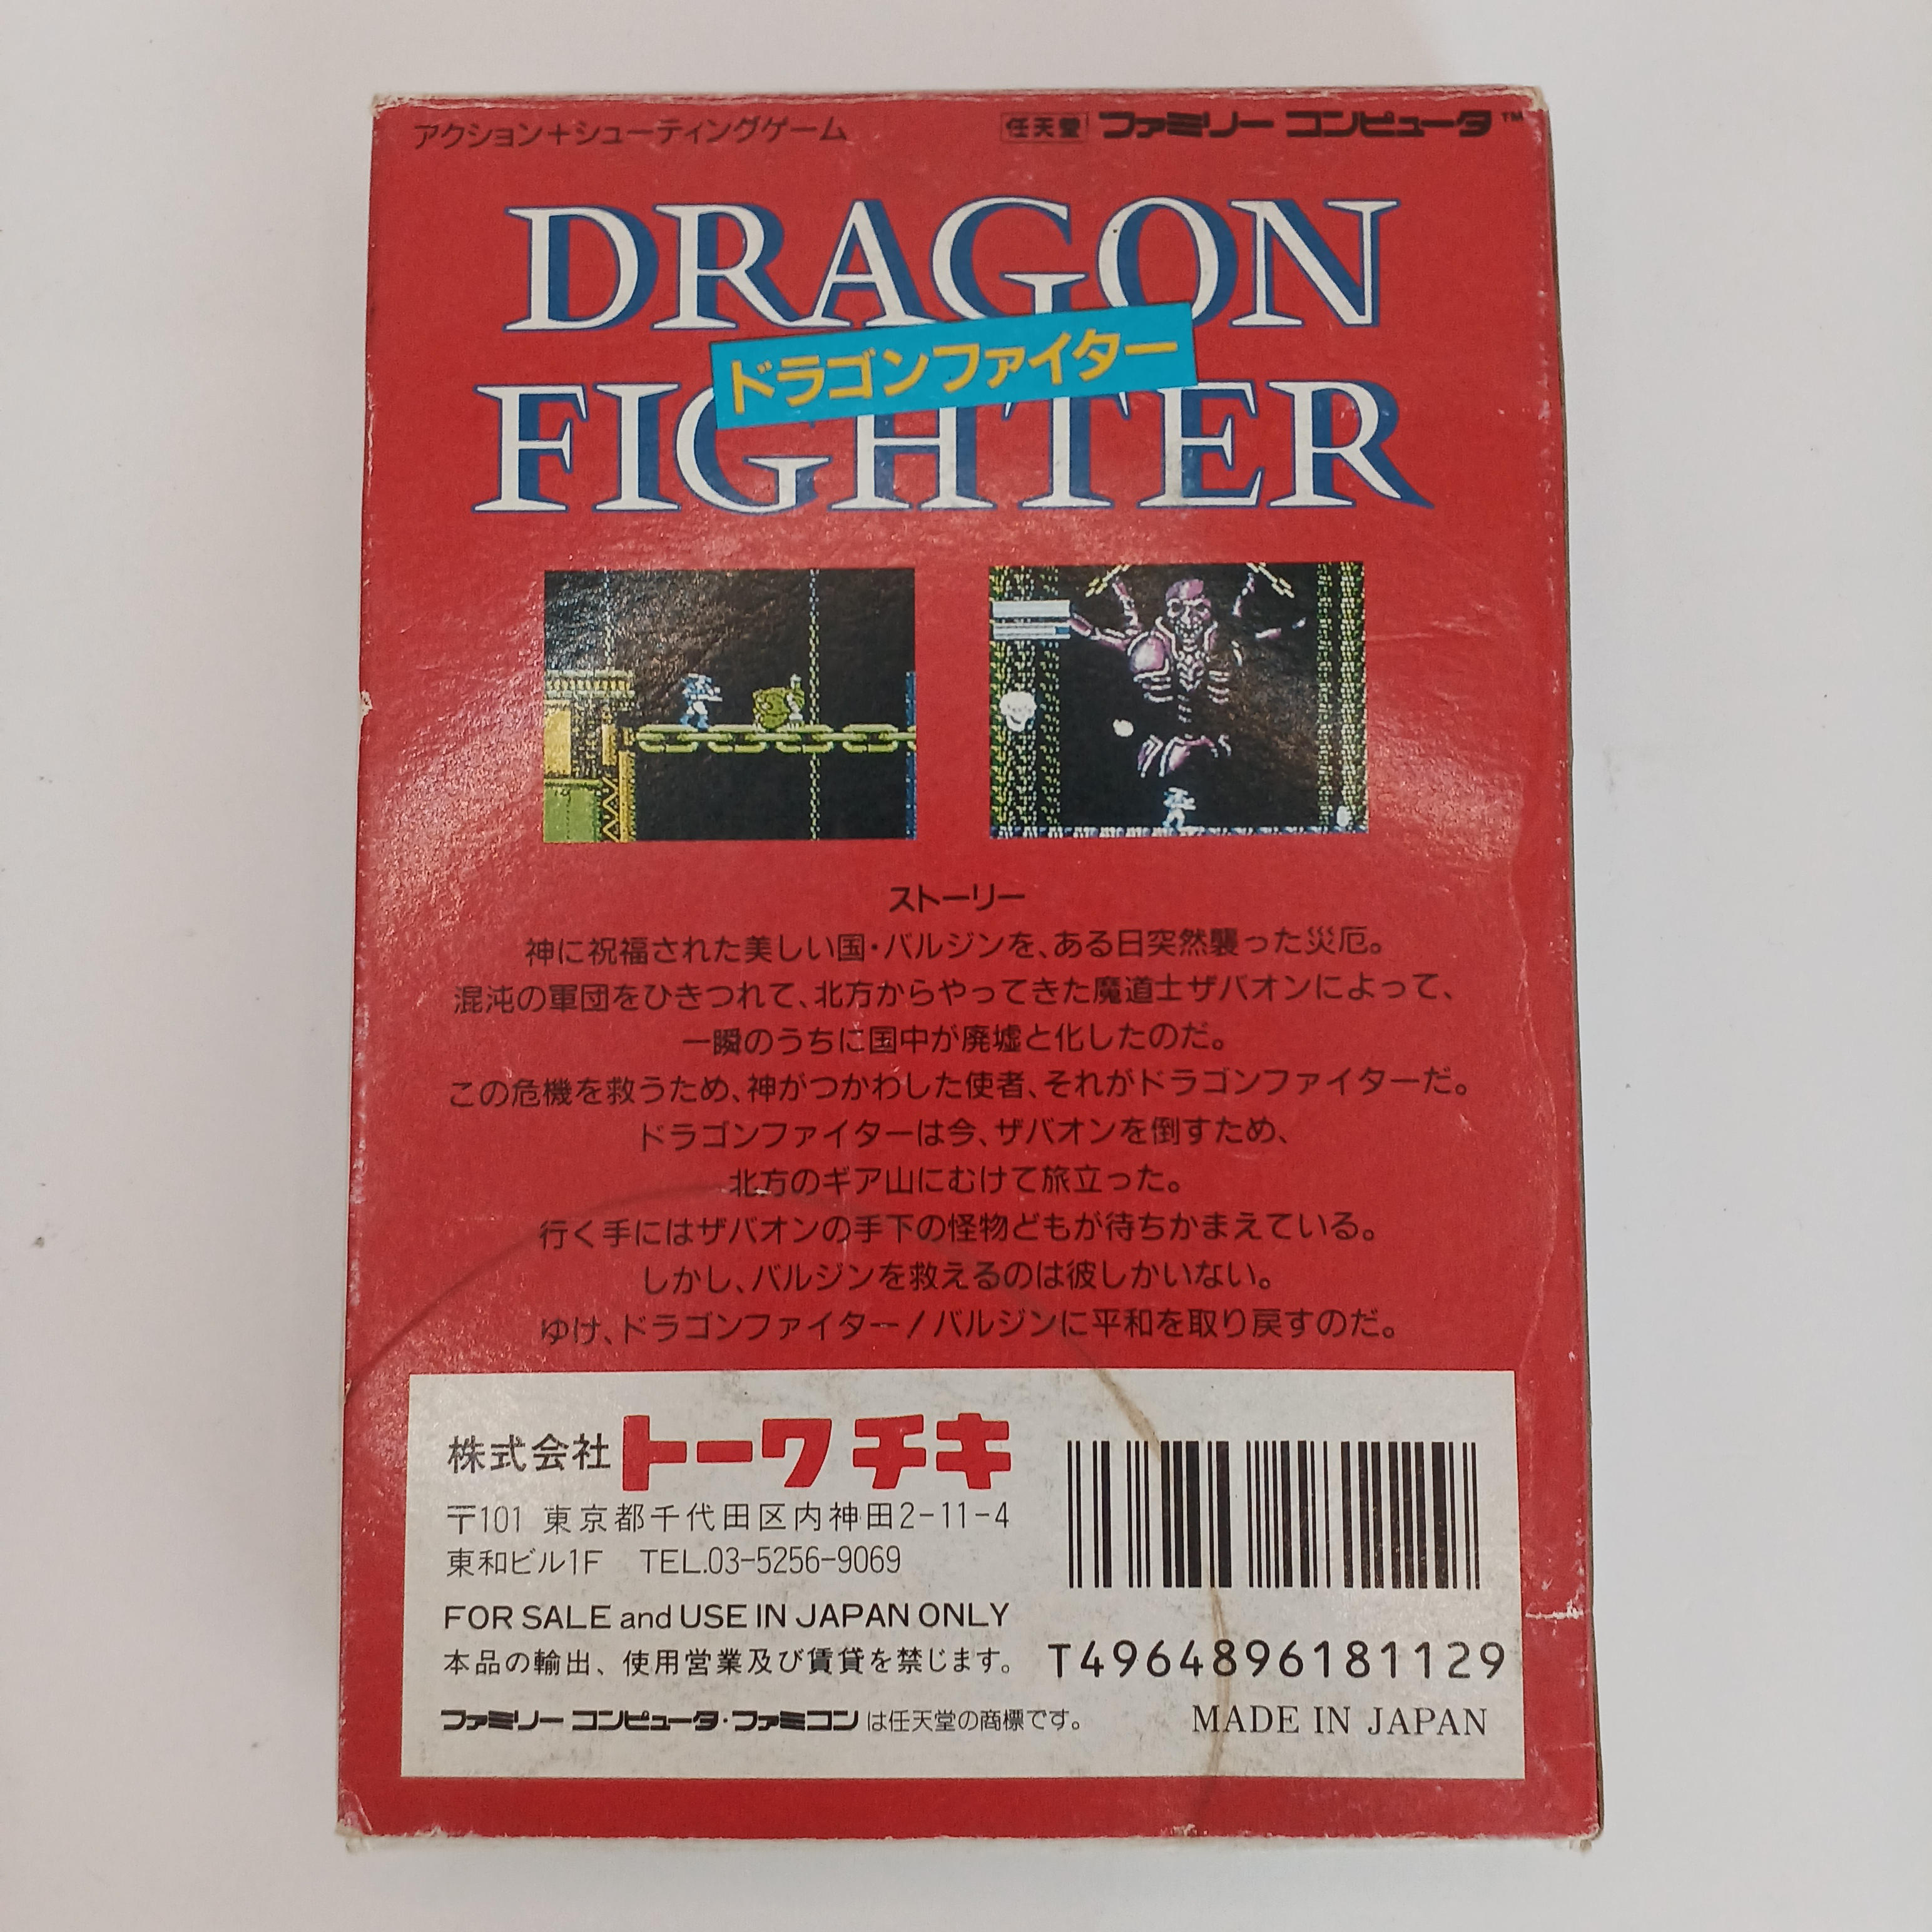 アクション+シューティングゲーム
任天堂 ファミリー コンピュータ™
DRAGON
ドラゴンファイター
FIGHTER
ストーリー
神に祝福された美しい国・バルジンを、ある日突然襲った災厄。
混沌の軍団をひきつれて、北方からやってきた魔道士ザバオンによって、
一瞬のうちに国中が廃墟と化したのだ。
この危機を救うため、神がつかわした使者、それがドラゴンファイターだ。
ドラゴンファイターは今、ザバオンを倒すため、
北方のギア山にむけて旅立った。
行く手にはザバオンの手下の怪物どもが待ちかまえている。
しかし、バルジンを救えるのは彼しかいない。
ゆけ、ドラゴンファイター!バルジンに平和を取り戻すのだ。
株式会社トーワチキ
〒101 東京都千代田区内神田2-11-4
東和ビル1F TEL.03-5256-9069
FOR SALE and USE IN JAPAN ONLY
本品の輸出、使用営業及び賃貸を禁じます。
ファミリー コンピュータ・ファミコン は任天堂の商標です。
T4964896181129
MADE IN JAPAN